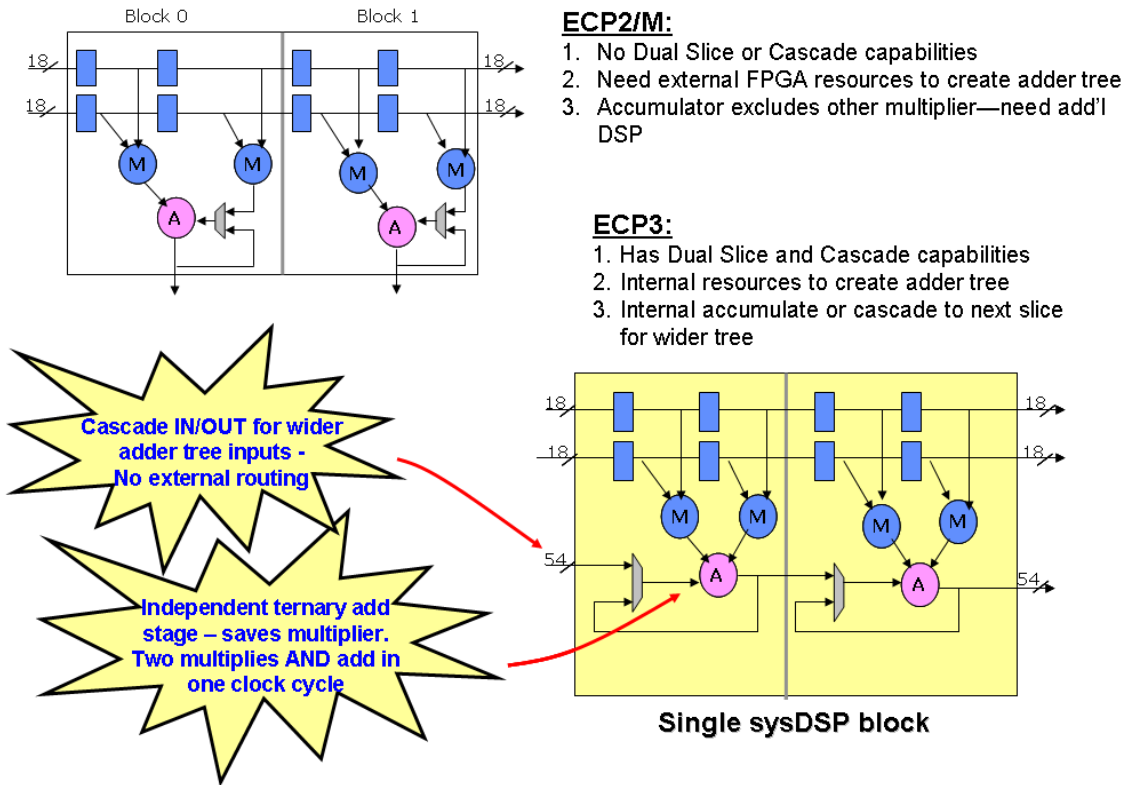 Block 0
Block 1
18
18
18
18
M
M
A
M
M
A
ECP2/M:
1. No Dual Slice or Cascade capabilities
2. Need external FPGA resources to create adder tree
3. Accumulator excludes other multiplier—need add'l
DSP
ECP3:
1. Has Dual Slice and Cascade capabilities
2. Internal resources to create adder tree
3. Internal accumulate or cascade to next slice
for wider tree
Cascade IN/OUT for wider
adder tree inputs -
No external routing
Independent ternary add
stage – saves multiplier.
Two multiplies AND add in
one clock cycle
18
18
18
18
M
M
M
M
54
A
A
54
Single sysDSP block